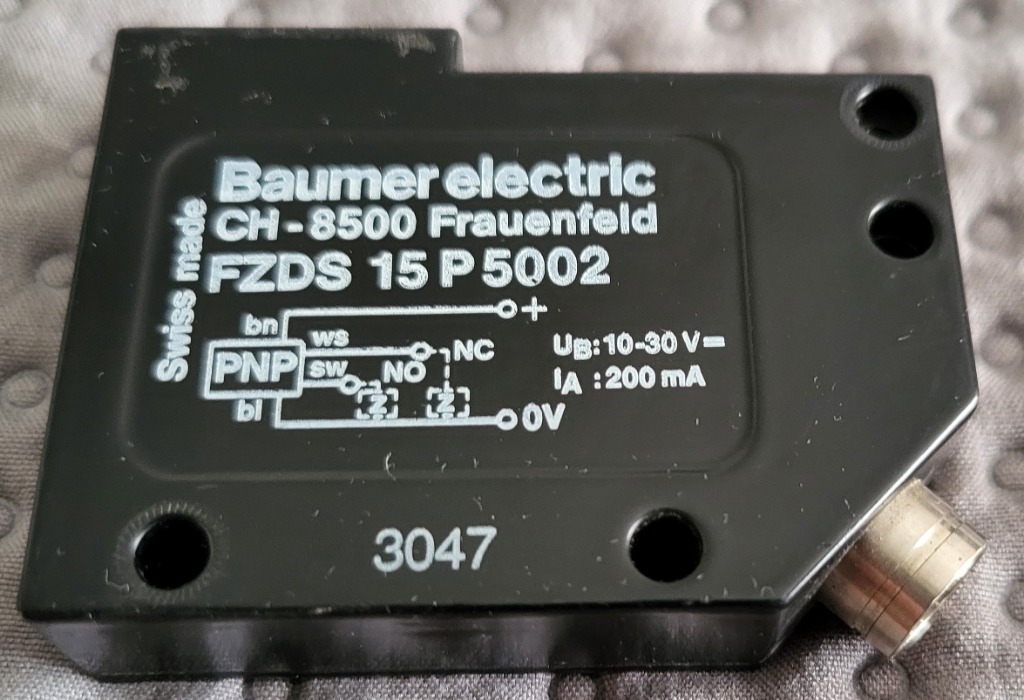 Baumer electric
CH-8500 Frauenfeld
FZDS 15 P 5002
Swiss made
bn
+
ws
NC
PNP
sw
NO
bl
Z Z
0V
UB:10-30 V=
IA :200 mA
3047